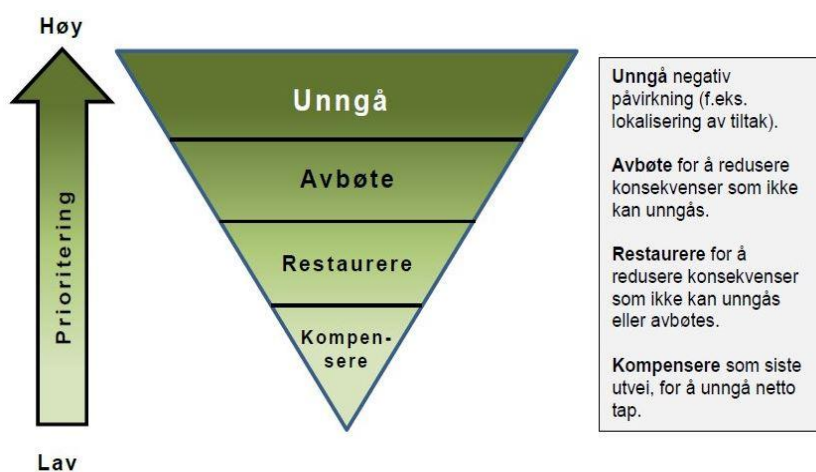 Høy
Prioritering
Lav
Unngå
Avbøte
Restaurere
Kompen-
sere
Unngå negativ
påvirkning (f.eks.
lokalisering av tiltak).
Avbøte for å redusere
konsekvenser som ikke
kan unngås.
Restaurere for å
redusere konsekvenser
som ikke kan unngås
eller avbøtes.
Kompensere som siste
utvei, for å unngå netto
tap.